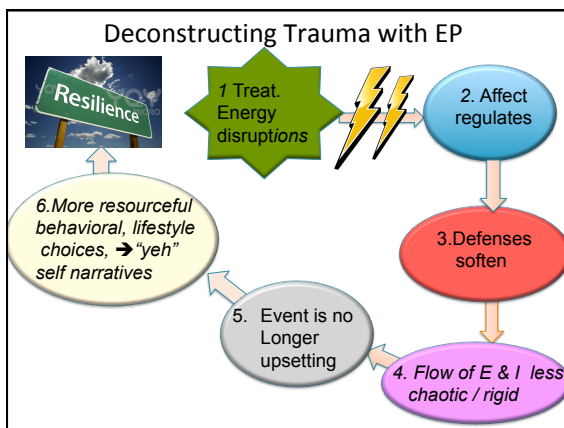 Deconstructing Trauma with EP
Resilience
1 Treat.
Energy
disruptions
2. Affect
regulates
3.Defenses
soften
4. Flow of E & I less
chaotic / rigid
5. Event is no
Longer
upsetting
6.More resourceful
behavioral, lifestyle
choices, ➔“yeh”
self narratives